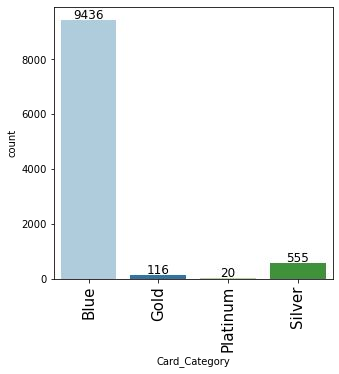 9436
8000
6000
4000
2000
0
count
116
20
555
Blue
Gold
Platinum
Silver
Card_Category